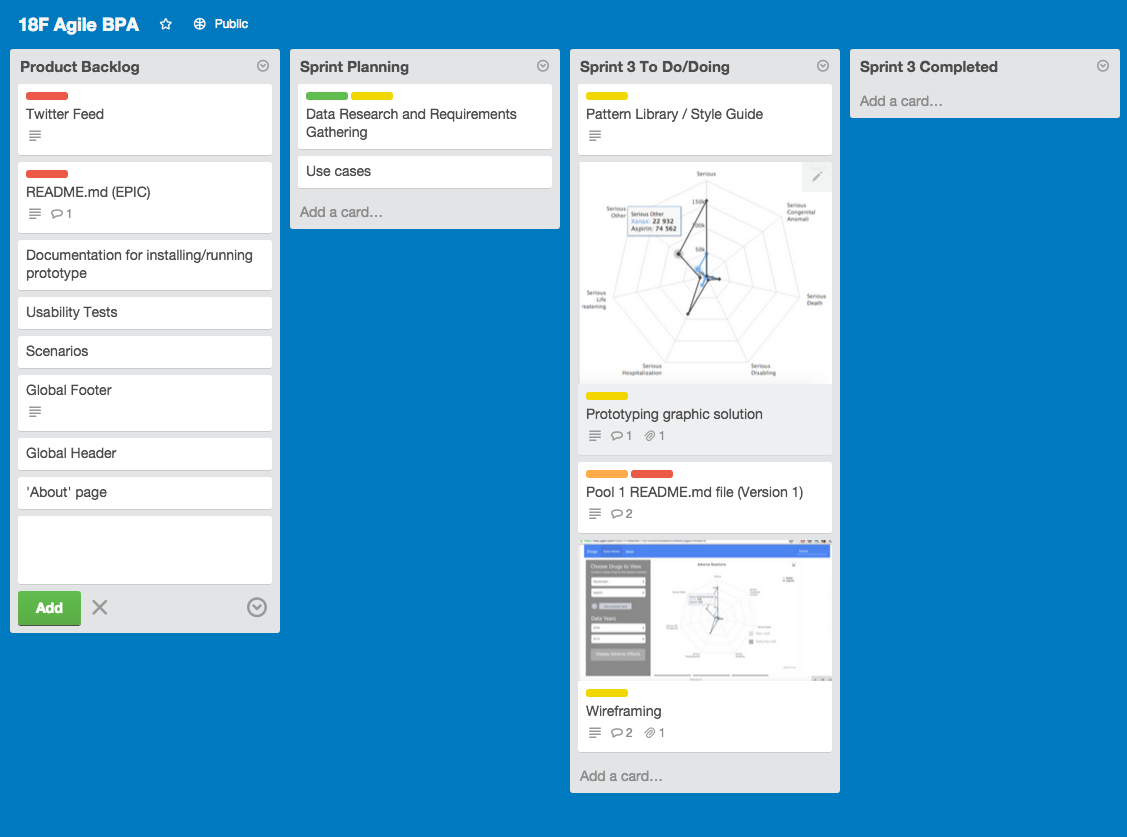 18F Agile BPA
Public
Product Backlog
Twitter Feed
README.md (EPIC)
1
Documentation for installing/running
prototype
Usability Tests
Scenarios
Global Footer
Global Header
'About' page
Add
Sprint Planning
Data Research and Requirements
Gathering
Use cases
Add a card...
Sprint 3 To Do/Doing
Pattern Library / Style Guide
Serious
Serious
Congenital
Anomali
Serious
Other
150k
Serious Other
Xanax: 22 932
Aspirin: 74 562
50k
Serious
Life
Serious
Death
Serious
Hospitalization
Serious
Disabling
Prototyping graphic solution
1 1
Pool 1 README.md file (Version 1)
2
Choose Drugs to View
Adverse Reactions
Data Years
Display Adverse Effects
Wireframing
2 1
Add a card...
Sprint 3 Completed
Add a card...